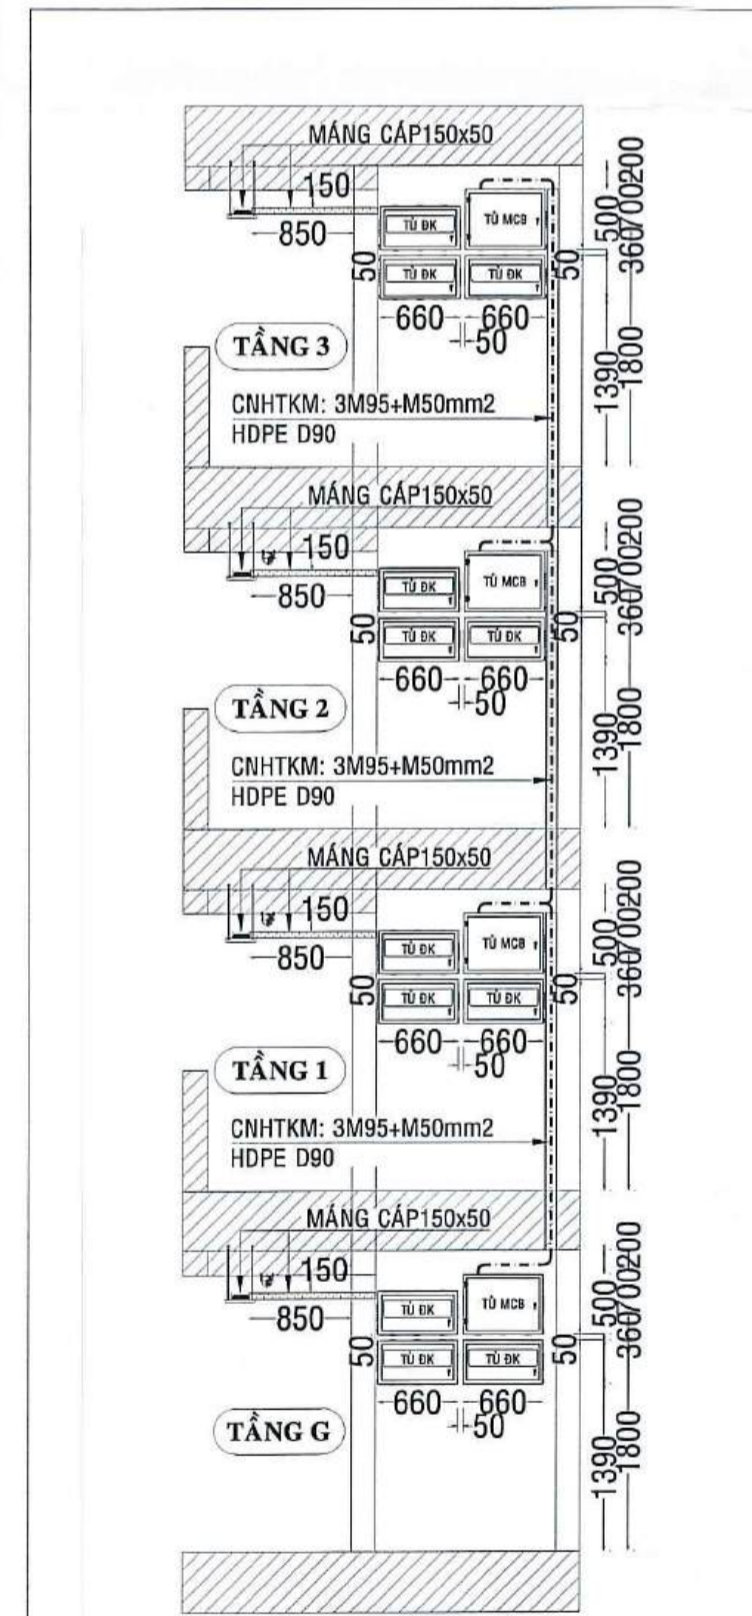 MÁNG CÁP150x50
150
850
TỦ ĐK
TỦ MCB
TỦ ĐK
TỦ ĐK
50
50
660
660
50
200
500
700
360
1390
1800
TẦNG 3
CNHTKM: 3M95+M50mm2
HDPE D90
MÁNG CÁP150x50
150
850
TỦ ĐK
TỦ MCB
TỦ ĐK
TỦ ĐK
50
50
660
660
50
200
500
700
360
1390
1800
TẦNG 2
CNHTKM: 3M95+M50mm2
HDPE D90
MÁNG CÁP150x50
150
850
TỦ ĐK
TỦ MCB
TỦ ĐK
TỦ ĐK
50
50
660
660
50
200
500
700
360
1390
1800
TẦNG 1
CNHTKM: 3M95+M50mm2
HDPE D90
MÁNG CÁP150x50
150
850
TỦ ĐK
TỦ MCB
TỦ ĐK
TỦ ĐK
50
50
660
660
50
200
500
700
360
1390
1800
TẦNG G